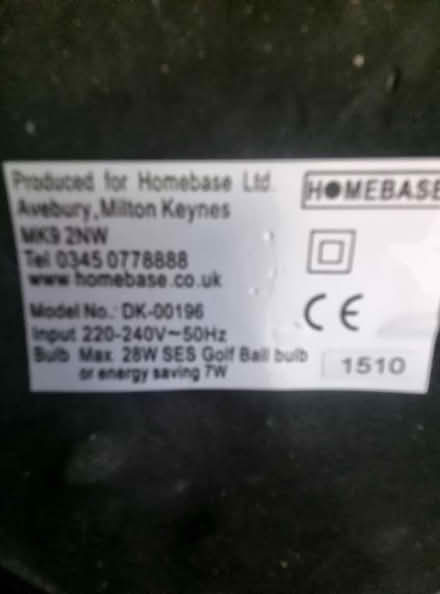 Produced for Homebase Ltd.
HOMEBASE
Avebury, Milton Keynes
MK9 2NW
Tel 0345 0778888
www.homebase.co.uk
Model No.: DK-00196
CE
Input 220-240V~50Hz
Bulb Max. 28W SES Golf Ball bulb
or energy saving 7W
1510